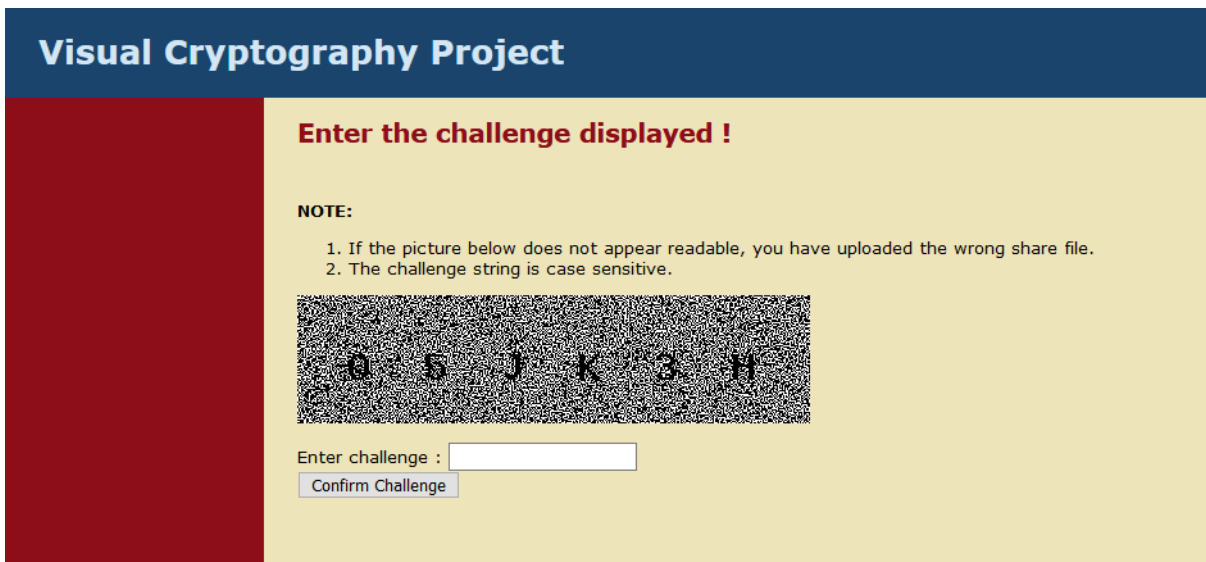 Visual Cryptography Project
Enter the challenge displayed !
NOTE:
1. If the picture below does not appear readable, you have uploaded the wrong share file.
2. The challenge string is case sensitive.
J K 3 H
Enter challenge :
Confirm Challenge